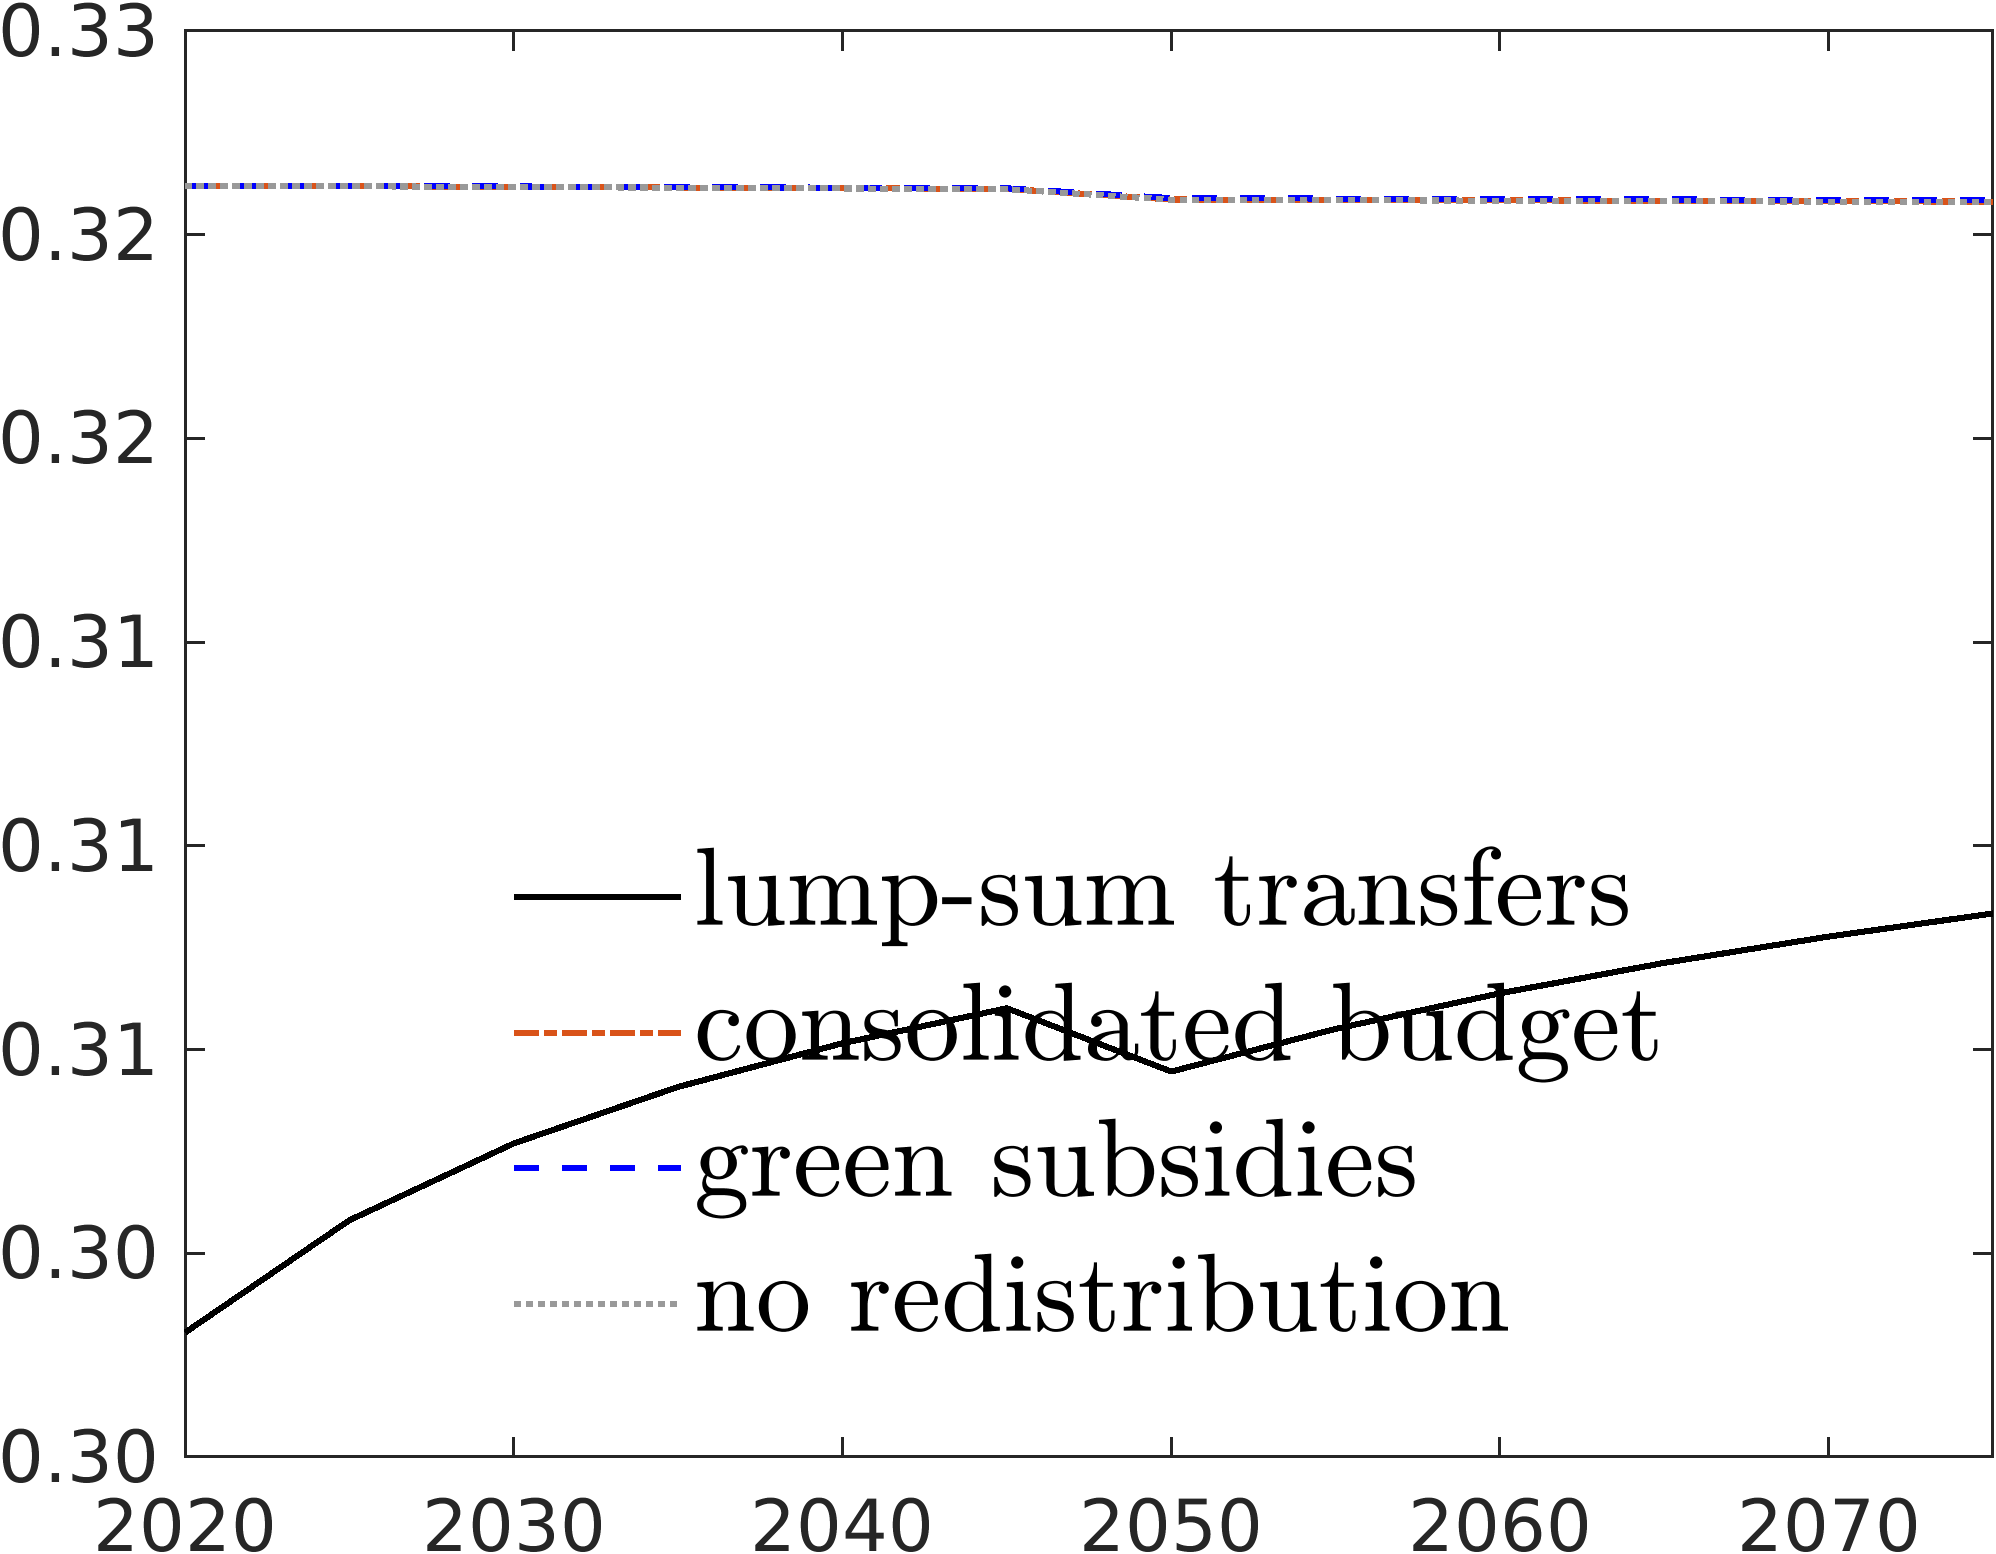 0.33
0.32
0.32
0.31
0.31
0.31
0.30
0.30
lump-sum transfers
consolidated budget
green subsidies
no redistribution
2020 2030 2040 2050 2060 2070